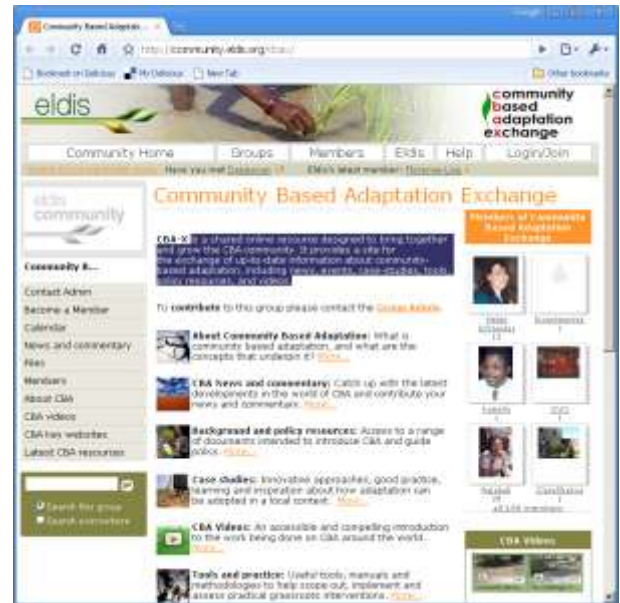 Community Based Adaptati...
http://community.eldis.org/cbax/
Bookmark on Delicious
My Delicious
New Tab
Other bookmarks
eldis
community
based
adaptation
exchange
Community Home
Groups
Members
Eldis
Help
Login/Join
Have you met
Eldis's latest member:
eldis
community
Community B...
Contact Admin
Become a Member
Calendar
News and commentary
Files
Members
About CBA
CBA videos
CBA key websites
Latest CBA resources
Search this group
Search everywhere
Community Based Adaptation Exchange
CBA-X is a shared online resource designed to bring together
and grow the CBA community. It provides a site for
the exchange of up-to-date information about community-
based adaptation, including news, events, case-studies, tools,
policy resources, and videos.
To contribute to this group please contact the Group Admin
About Community Based Adaptation: What is
community based adaptation, and what are the
concepts that underpin it? More...
CBA News and commentary: Catch up with the latest
developments in the world of CBA and contribute your
news and commentary. More...
Background and policy resources: Access to a range
of documents intended to introduce CBA and guide
policy. More...
Case studies: Innovative approaches, good practice,
learning and inspiration about how adaptation can
be adopted in a local context. More...
CBA Videos: An accessible and compelling introduction
to the work being done on CBA around the world.
More...
Tools and practice: Useful tools, manuals and
methodologies to help scope out, implement and
assess practical grassroots interventions. More...
Members of Community
Based Adaptation
Exchange
CBA Videos